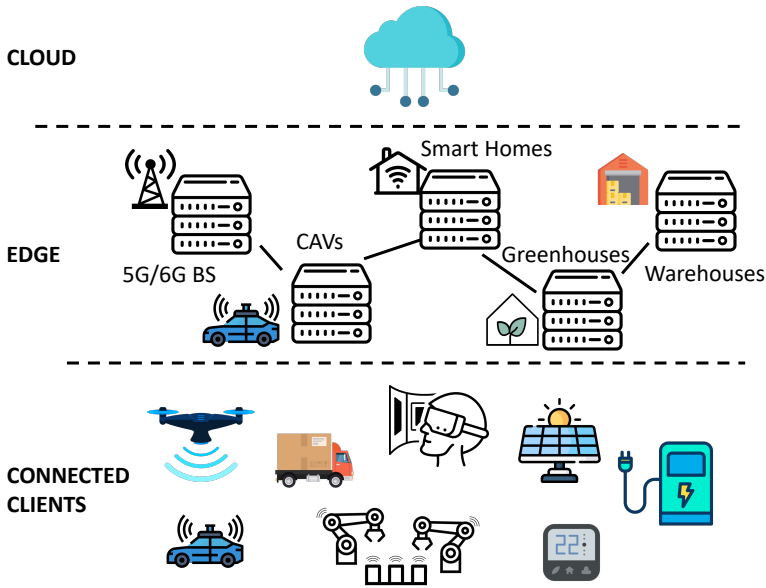 CLOUD
Smart Homes
CAVs
Greenhouses
EDGE
5G/6G BS
Warehouses
CONNECTED
CLIENTS
22